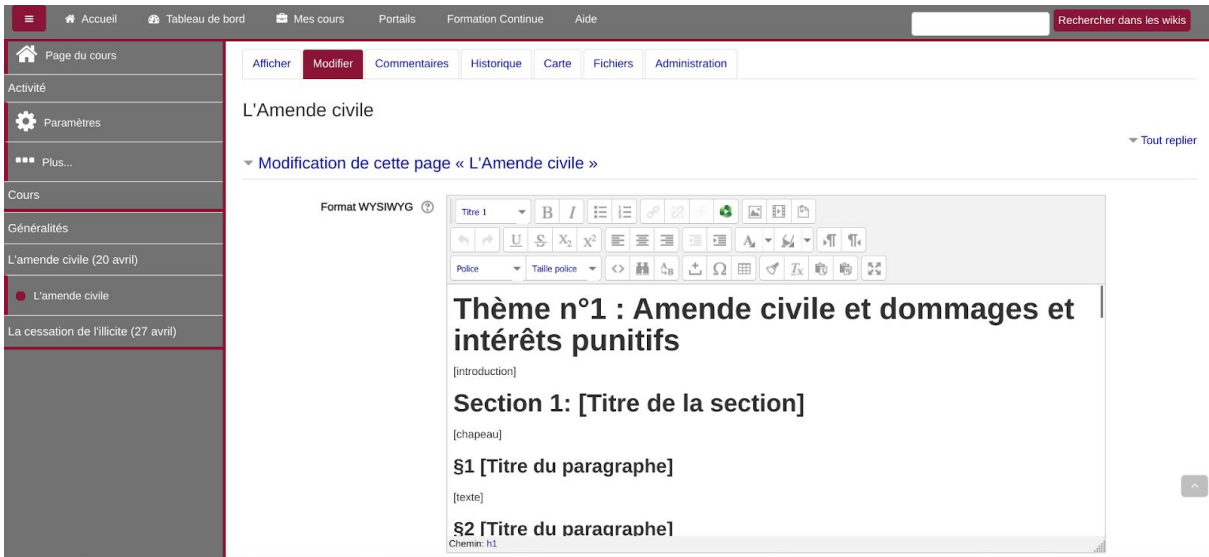 Accueil Tableau de bord Mes cours Portails Formation Continue Aide Rechercher dans les wikis
Page du cours
Activité
Paramètres
Plus...
Cours
Généralités
L'amende civile (20 avril)
L'amende civile
La cessation de l'illicite (27 avril)
Afficher Modifier Commentaires Historique Carte Fichiers Administration
L'Amende civile
Tout replier
Modification de cette page « L'Amende civile »
Format WYSIWYG
Titre 1
Police Taille police
Thème n°1 : Amende civile et dommages et
intérêts punitifs
[introduction]
Section 1: [Titre de la section]
[chapeau]
§1 [Titre du paragraphe]
[texte]
§2 [Titre du paragraphe]
Chemin: h1